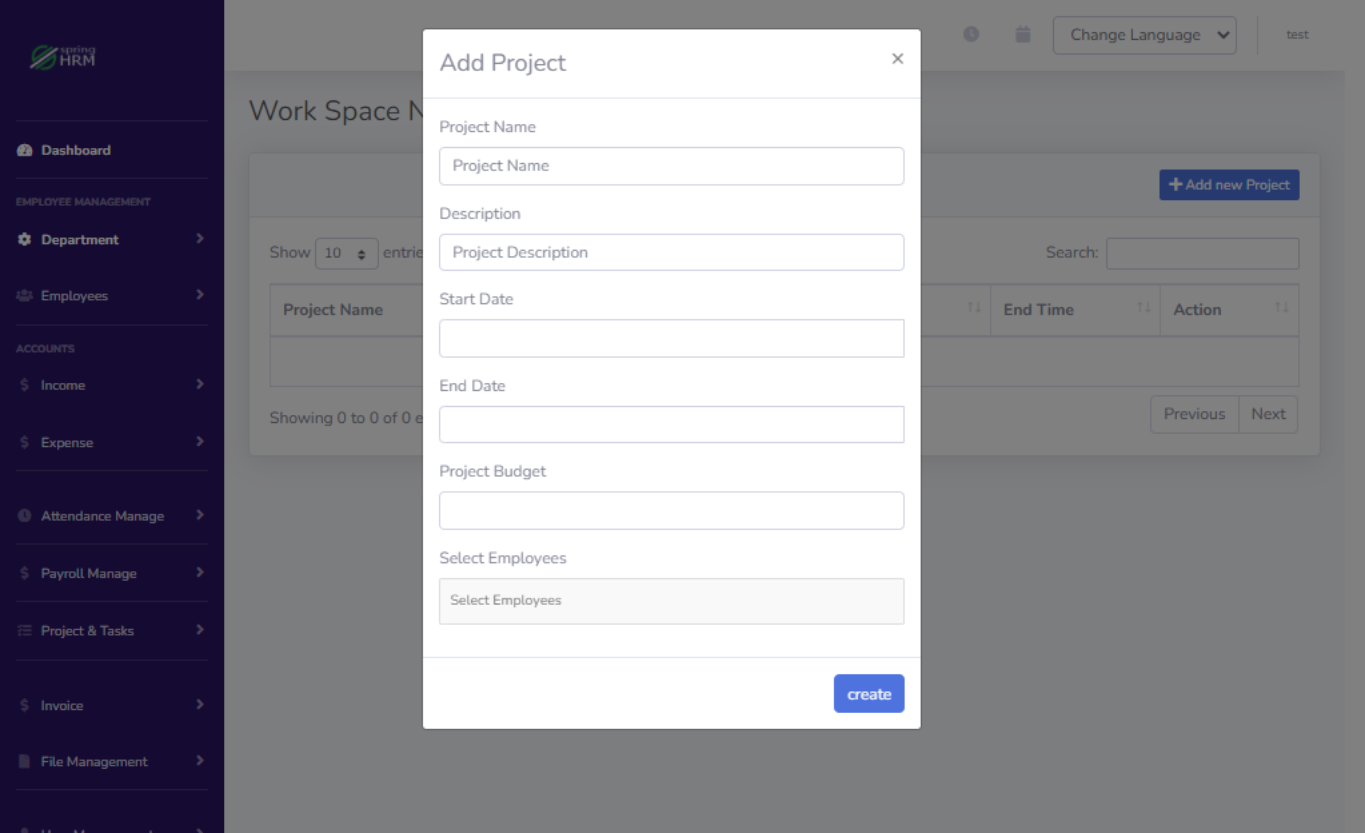 spring
HRM
Dashboard
EMPLOYEE MANAGEMENT
Department
Employees
ACCOUNTS
$ Income
$ Expense
Attendance Manage
$ Payroll Manage
Project & Tasks
$ Invoice
File Management
Change Language
test
Work Space
+ Add new Project
Show 10
Search:
Project Name
End Time
Action
Showing 0 to 0 of 0
Previous
Next
Add Project
×
Project Name
Project Name
Description
Project Description
Start Date
End Date
Project Budget
Select Employees
Select Employees
create